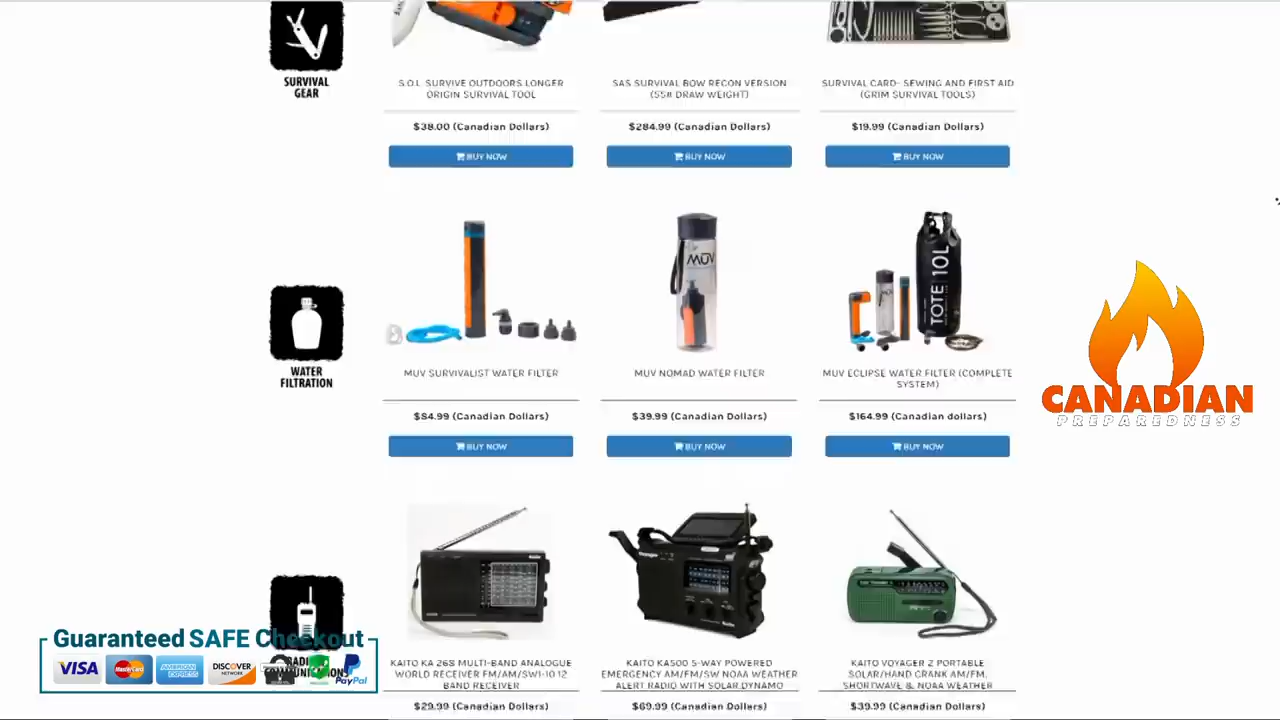 SURVIVAL
GEAR
S.O.L SURVIVE OUTDOORS LONGER
ORIGIN SURVIVAL TOOL
$38.00 (Canadian Dollars)
BUY NOW
SAS SURVIVAL BOW RECON VERSION
(55# DRAW WEIGHT)
$284.99 (Canadian Dollars)
BUY NOW
SURVIVAL CARD- SEWING AND FIRST AID
(GRIM SURVIVAL TOOLS)
$19.99 (Canadian Dollars)
BUY NOW
WATER
FILTRATION
MUV SURVIVALIST WATER FILTER
$84.99 (Canadian Dollars)
BUY NOW
MŪV
MUV NOMAD WATER FILTER
$39.99 (Canadian Dollars)
BUY NOW
TOTE 10L
MUV ECLIPSE WATER FILTER (COMPLETE
SYSTEM)
$164.99 (Canadian dollars)
BUY NOW
CANADIAN
PREPAREDNESS
KAITO KA 268 MULTI-BAND ANALOGUE
WORLD RECEIVER FM/AM/SW1-10 12
BAND RECEIVER
$29.99 (Canadian Dollars)
KAITO KA500 5-WAY POWERED
EMERGENCY AM/FM/SW NOAA WEATHER
ALERT RADIO WITH SOLAR,DYNAMO
$69.99 (Canadian Dollars)
KAITO VOYAGER 2 PORTABLE
SOLAR/HAND CRANK AM/FM,
SHORTWAVE & NOAA WEATHER
$39.99 (Canadian Dollars)
Guaranteed SAFE Checkout
VISA
MasterCard
AMERICAN
EXPRESS
DISCOVER
NETWORK
PayPal